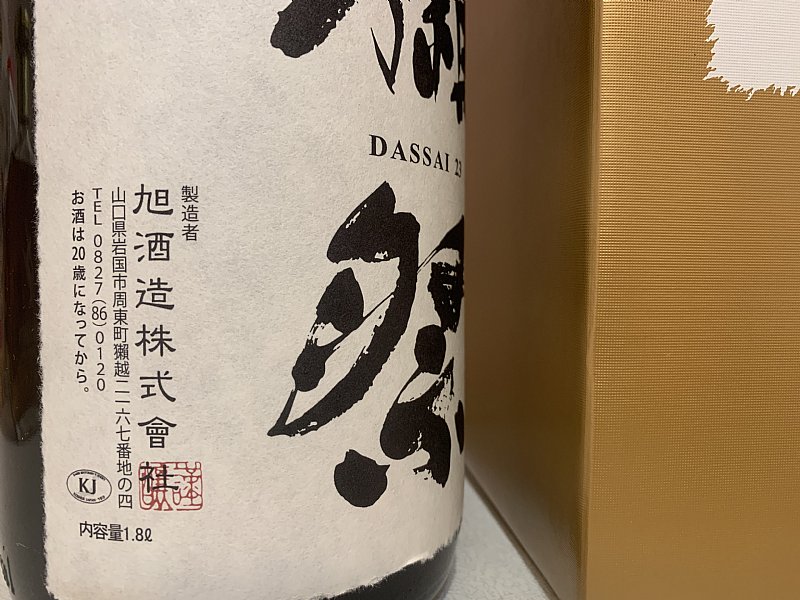 獺
祭
DASSAI 23
製造者
旭酒造株式會社
山口県岩国市周東町獺越二一六七番地の四
TEL 0827(86)0120
お酒は20歳になってから。
KJ
内容量1.8ℓ